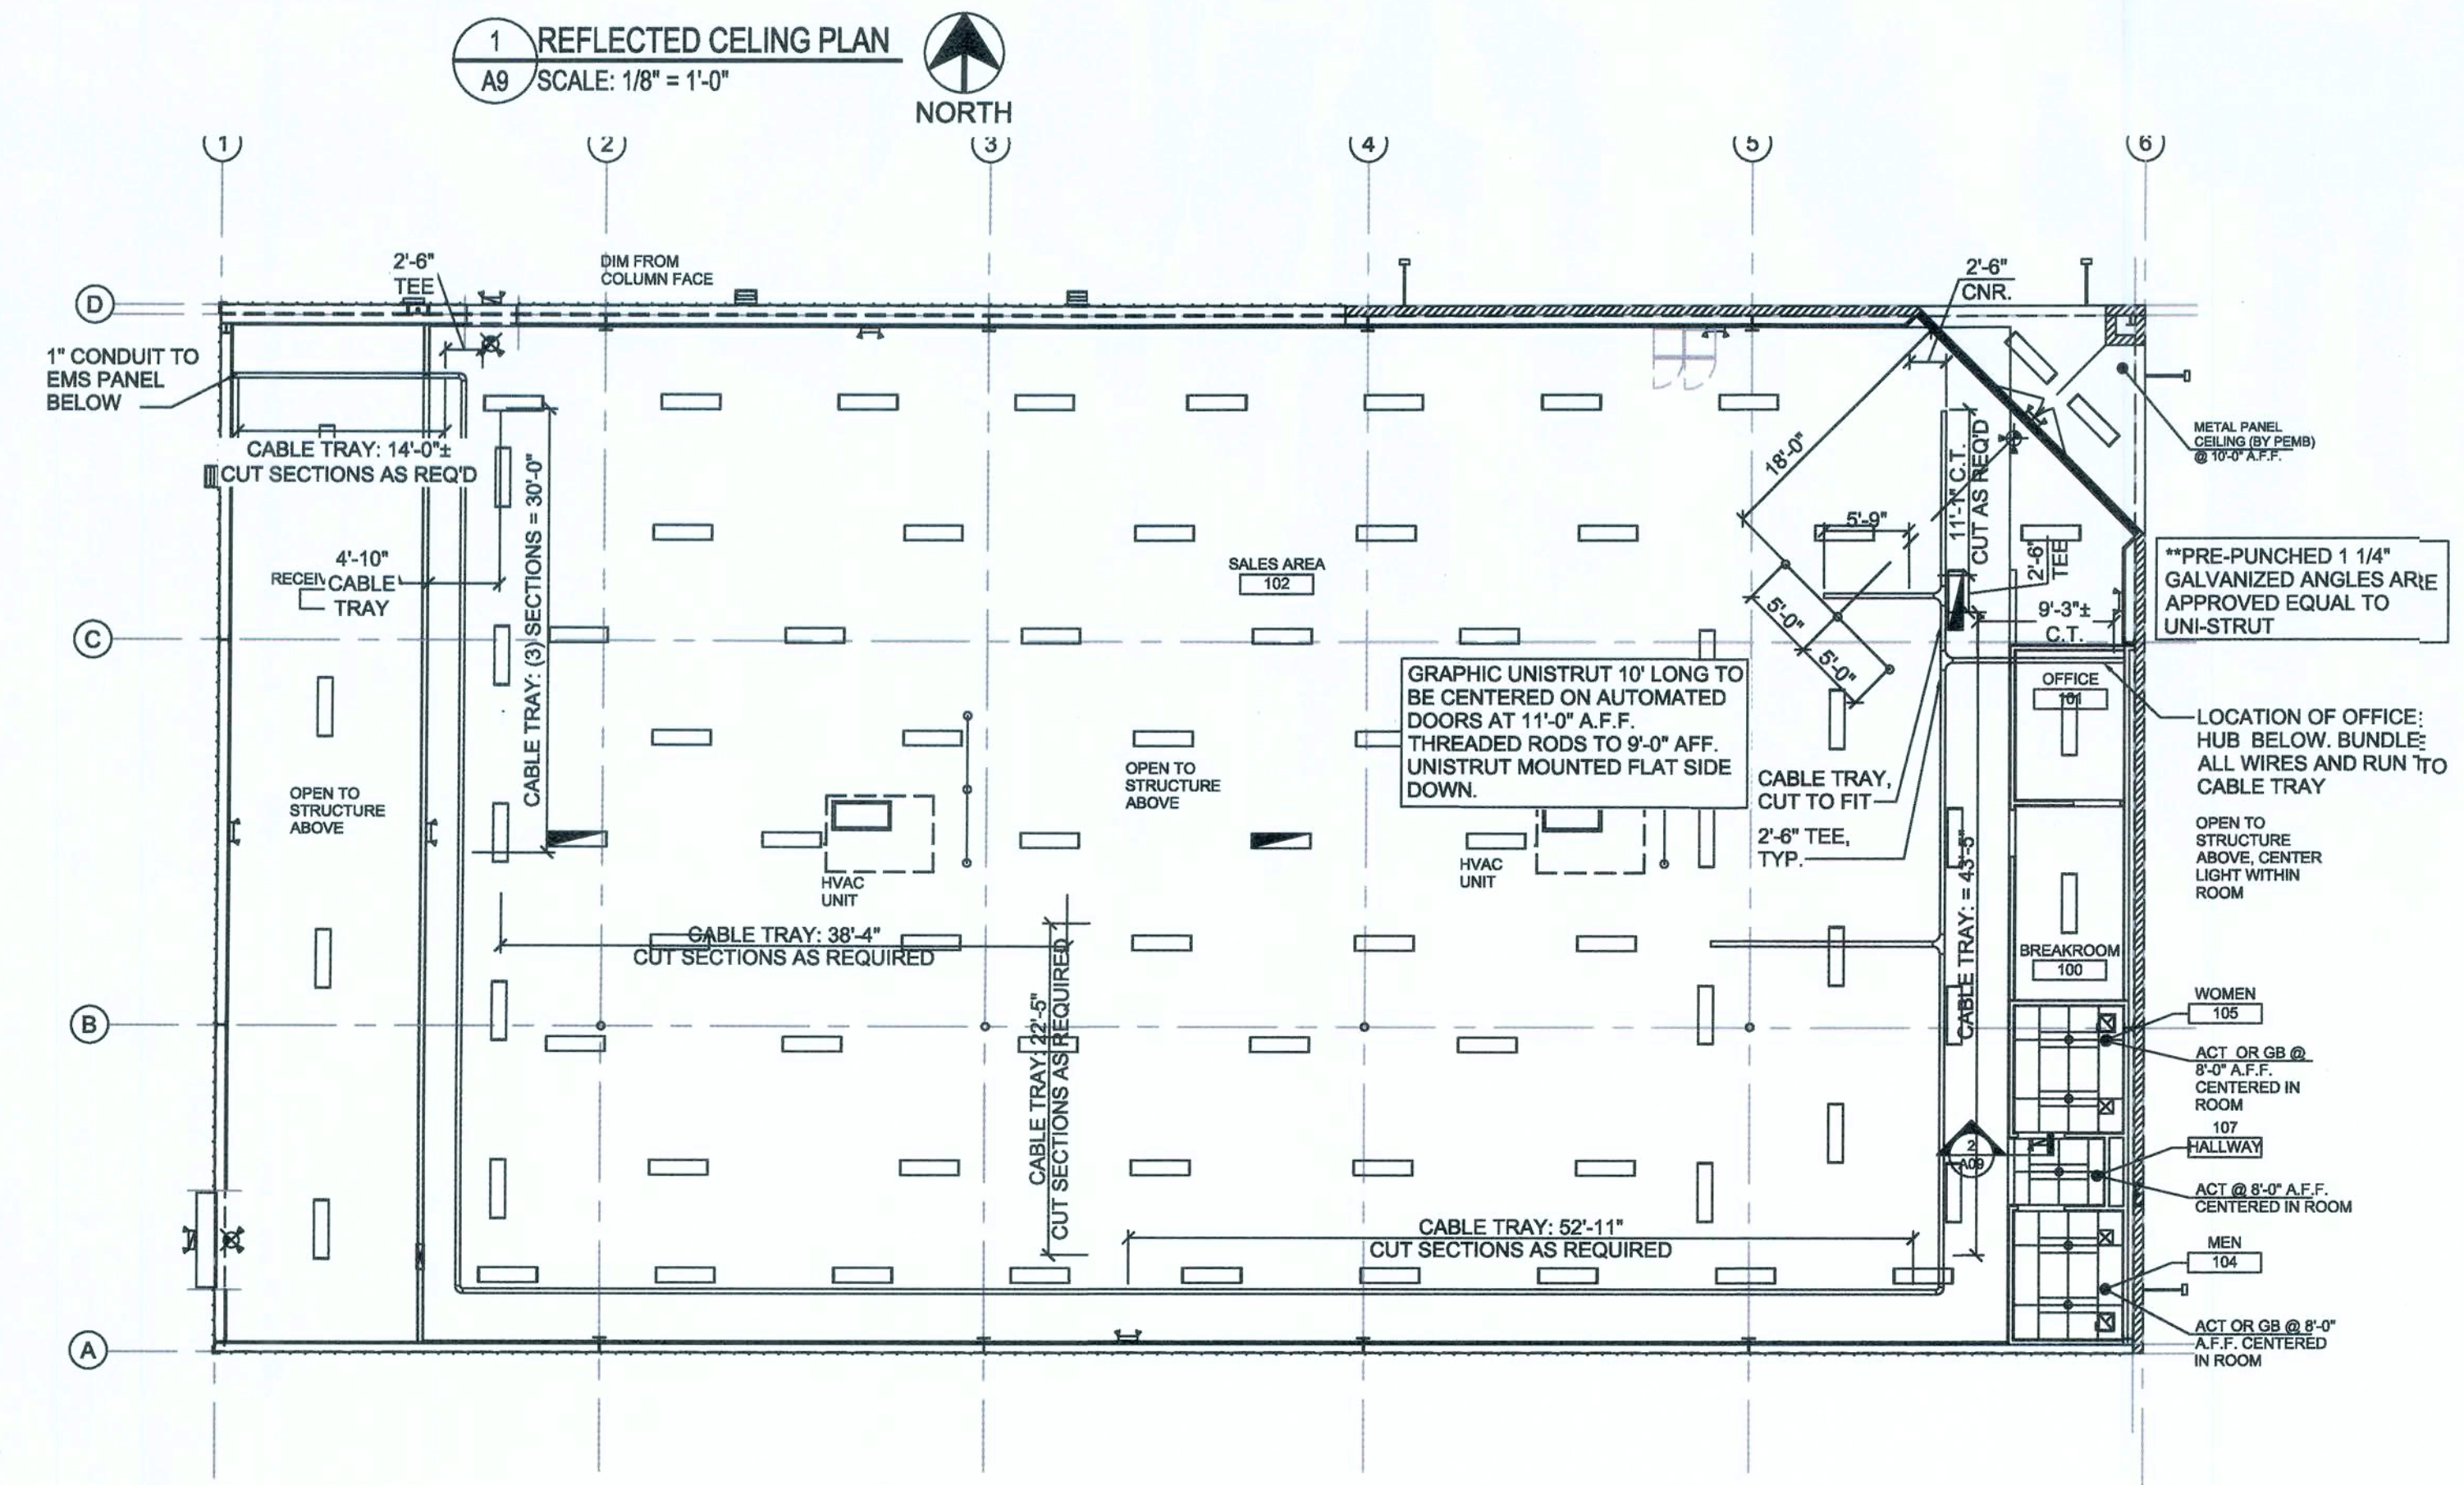 1
A9
REFLECTED CELING PLAN
SCALE: 1/8" = 1'-0"
NORTH
1
2
3
4
5
6
D
C
B
A
2'-6"
TEE
DIM FROM
COLUMN FACE
2'-6"
CNR.
1" CONDUIT TO
EMS PANEL
BELOW
CABLE TRAY: 14'-0"±
CUT SECTIONS AS REQ'D
4'-10"
CABLE
TRAY
RECEIV
CABLE TRAY: (3) SECTIONS = 30'-0"
OPEN TO
STRUCTURE
ABOVE
SALES AREA
102
18'-0"
5'-9"
5'-0"
5'-0"
11'-1" C.T.
CUT AS REQ'D
2'-6"
TEE
9'-3"±
C.T.
METAL PANEL
CEILING (BY PEMB)
@ 10'-0" A.F.F.
**PRE-PUNCHED 1 1/4"
GALVANIZED ANGLES ARE
APPROVED EQUAL TO
UNI-STRUT
GRAPHIC UNISTRUT 10' LONG TO
BE CENTERED ON AUTOMATED
DOORS AT 11'-0" A.F.F.
THREADED RODS TO 9'-0" AFF.
UNISTRUT MOUNTED FLAT SIDE
DOWN.
OPEN TO
STRUCTURE
ABOVE
CABLE TRAY,
CUT TO FIT
2'-6" TEE,
TYP.
OFFICE
101
LOCATION OF OFFICE
HUB BELOW. BUNDLE
ALL WIRES AND RUN TO
CABLE TRAY
OPEN TO
STRUCTURE
ABOVE, CENTER
LIGHT WITHIN
ROOM
HVAC
UNIT
HVAC
UNIT
CABLE TRAY: = 43'-5"
CABLE TRAY: 38'-4"
CUT SECTIONS AS REQUIRED
CABLE TRAY: 22'-5"
CUT SECTIONS AS REQUIRED
BREAKROOM
100
WOMEN
105
ACT OR GB @
8'-0" A.F.F.
CENTERED IN
ROOM
107
HALLWAY
2
A09
ACT @ 8'-0" A.F.F.
CENTERED IN ROOM
CABLE TRAY: 52'-11"
CUT SECTIONS AS REQUIRED
MEN
104
ACT OR GB @ 8'-0"
A.F.F. CENTERED
IN ROOM